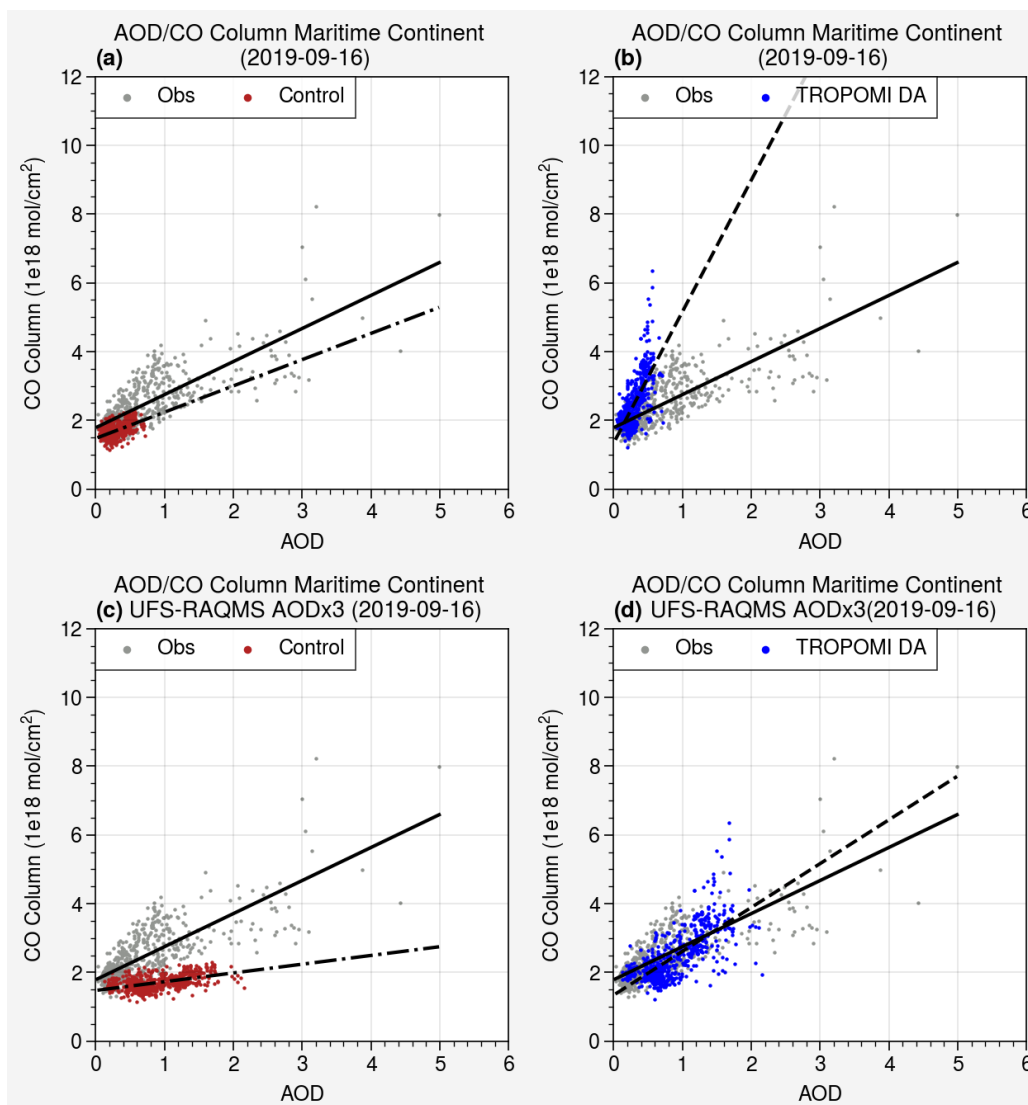 AOD/CO Column Maritime Continent
(a) (2019-09-16)
Obs Control
12
10
8
6
4
2
0
CO Column (1e18 mol/cm²)
0 1 2 3 4 5 6
AOD
AOD/CO Column Maritime Continent
(b) (2019-09-16)
Obs TROPOMI DA
12
10
8
6
4
2
0
CO Column (1e18 mol/cm²)
0 1 2 3 4 5 6
AOD
AOD/CO Column Maritime Continent
(c) UFS-RAQMS AODx3 (2019-09-16)
Obs Control
12
10
8
6
4
2
0
CO Column (1e18 mol/cm²)
0 1 2 3 4 5 6
AOD
AOD/CO Column Maritime Continent
(d) UFS-RAQMS AODx3(2019-09-16)
Obs TROPOMI DA
12
10
8
6
4
2
0
CO Column (1e18 mol/cm²)
0 1 2 3 4 5 6
AOD